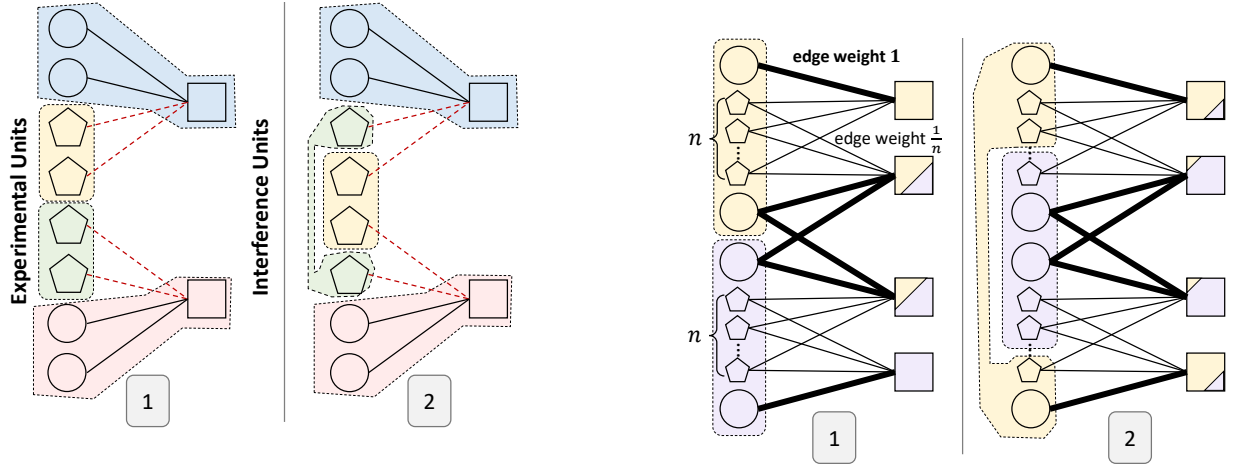 Experimental Units
Interference Units
1
2
edge weight 1
n
edge weight 1/n
n
1
2